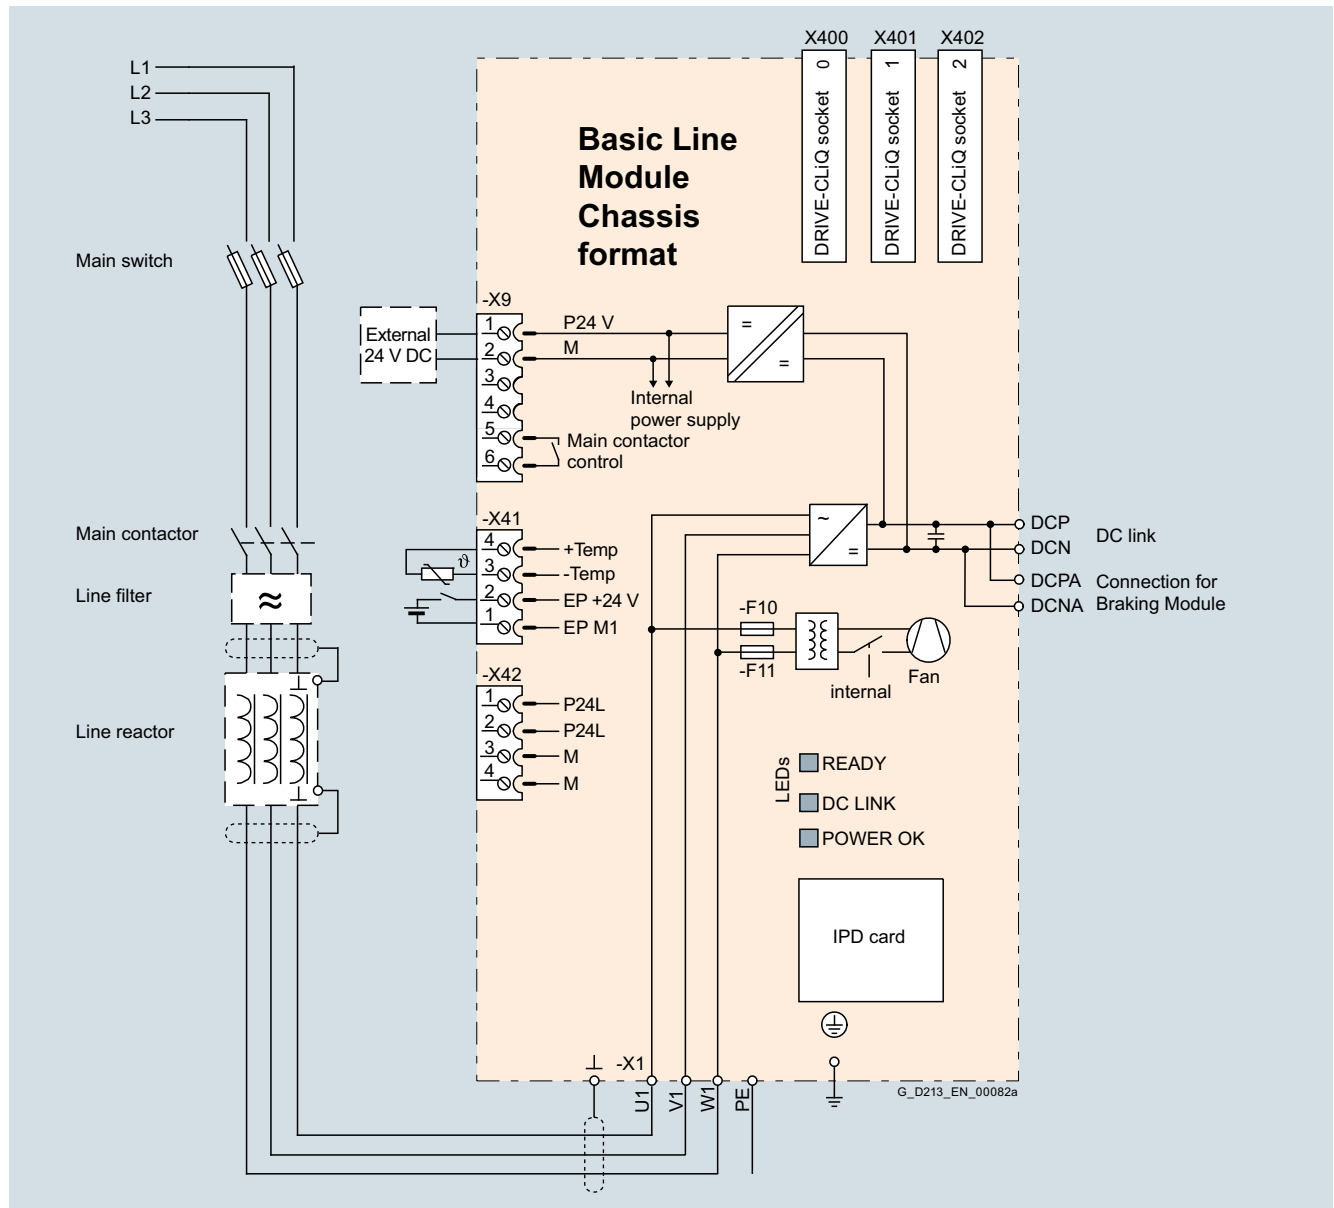 X400 X401 X402
L1
L2
L3
DRIVE-CLiQ socket 0
DRIVE-CLiQ socket 1
DRIVE-CLiQ socket 2
Basic Line
Module
Chassis
format
Main switch
-X9
External
24 V DC
1 P24 V
2 M
3
4
5
6
=
=
Internal
power supply
Main contactor
control
Main contactor
-X41
4 +Temp
3 -Temp
2 EP +24 V
1 EP M1
ϑ
~
=
DCP
DCN
DC link
DCPA
DCNA
Connection for
Braking Module
Line filter
≈
-F10
-F11
internal
Fan
-X42
1 P24L
2 P24L
3 M
4 M
Line reactor
LEDs
READY
DC LINK
POWER OK
IPD card
-X1
U1
V1
W1
PE
G_D213_EN_00082a